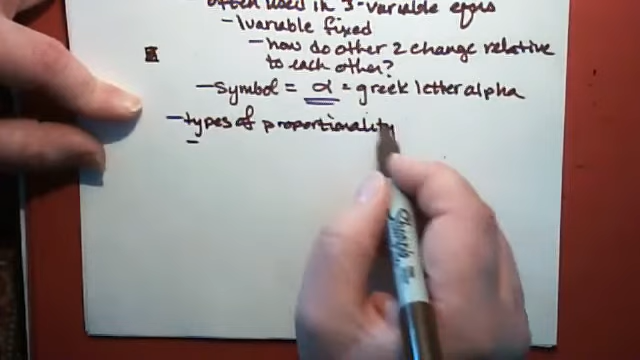 often used in 3-variable eqns
- 1 variable fixed
- how do other 2 change relative
to each other?
- symbol = α = greek letter alpha
- types of proportionality
-
Sharpie